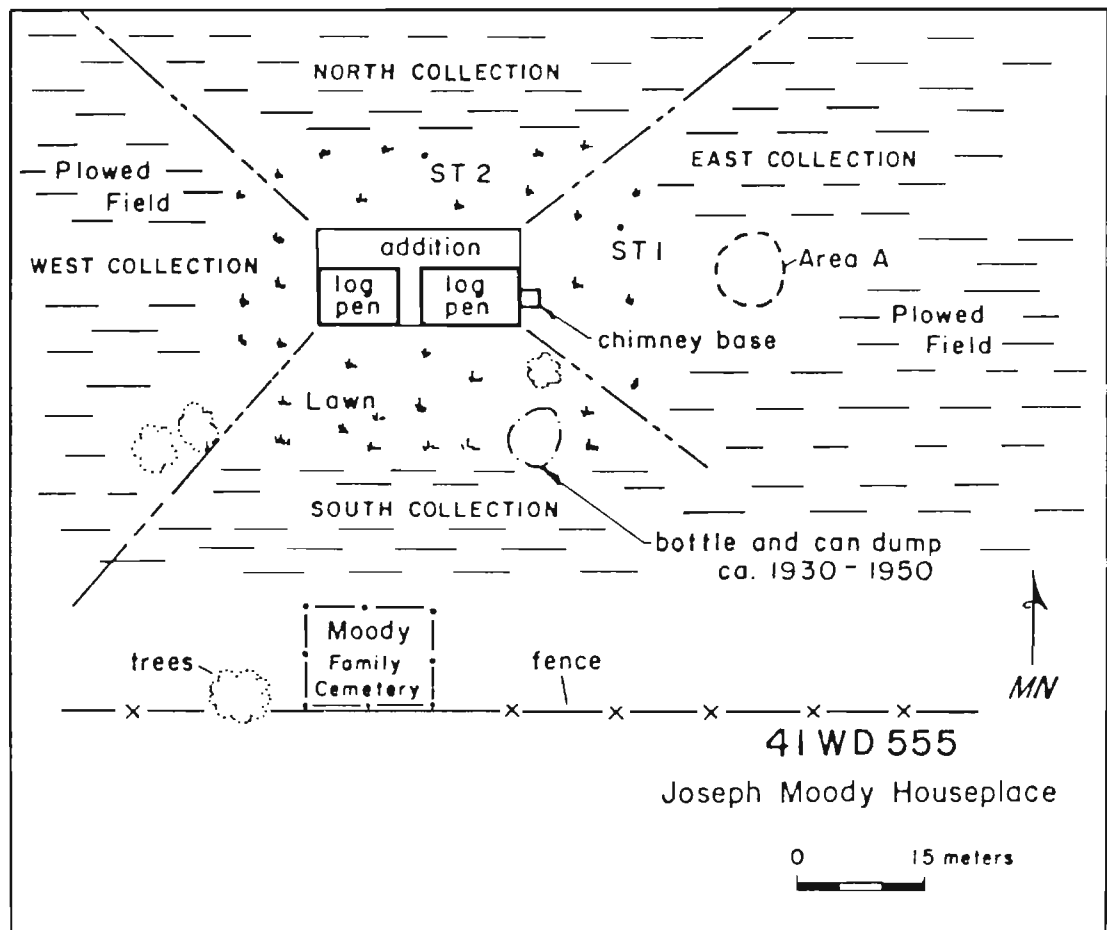 NORTH COLLECTION
EAST COLLECTION
ST 2
Plowed
Field
addition
ST 1
WEST COLLECTION
Area A
log
pen
log
pen
Plowed
Field
chimney base
Lawn
SOUTH COLLECTION
bottle and can dump
ca. 1930-1950
Moody
Family
Cemetery
trees
fence
MN
41 WD 555
Joseph Moody Houseplace
0 15 meters